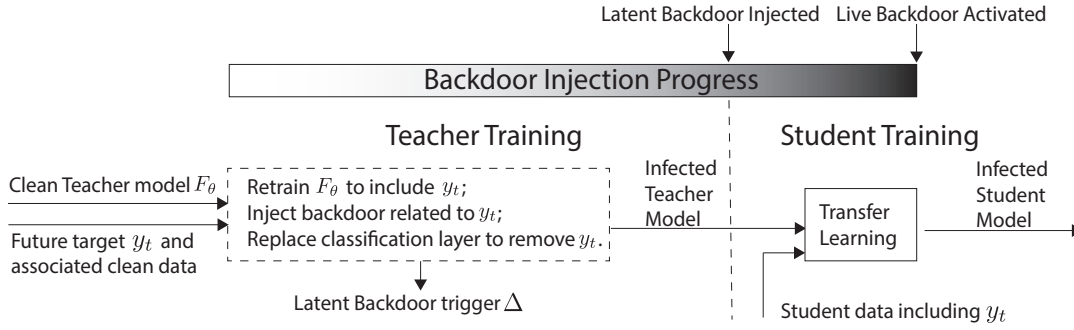 Latent Backdoor Injected
Live Backdoor Activated
Backdoor Injection Progress
Teacher Training
Student Training
Clean Teacher model $F_\theta$
Future target $y_t$ and
associated clean data
Retrain $F_\theta$ to include $y_t$;
Inject backdoor related to $y_t$;
Replace classification layer to remove $y_t$.
Latent Backdoor trigger Δ
Infected
Teacher
Model
Transfer
Learning
Student data including $y_t$
Infected
Student
Model